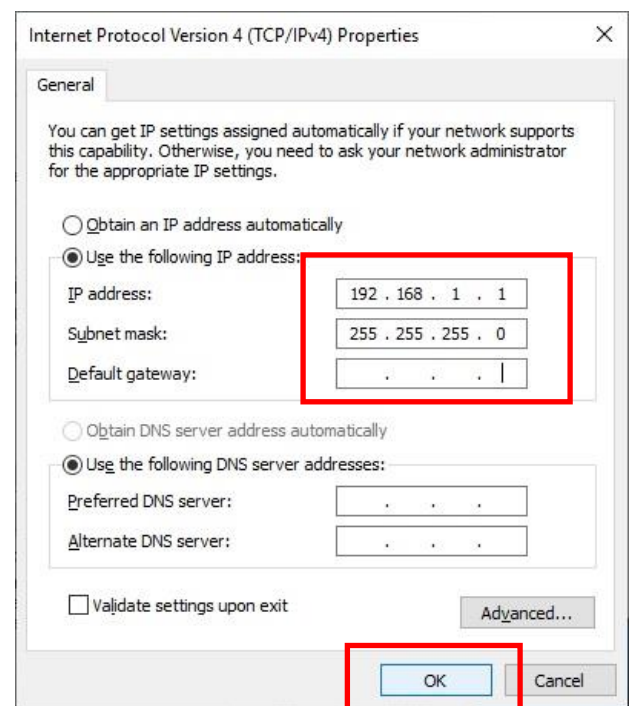 Internet Protocol Version 4 (TCP/IPv4) Properties
General
You can get IP settings assigned automatically if your network supports
this capability. Otherwise, you need to ask your network administrator
for the appropriate IP settings.
Obtain an IP address automatically
Use the following IP address:
IP address: 192 . 168 . 1 . 1
Subnet mask: 255 . 255 . 255 . 0
Default gateway: . . .
Obtain DNS server address automatically
Use the following DNS server addresses:
Preferred DNS server: . . .
Alternate DNS server: . . .
Validate settings upon exit
Advanced...
OK Cancel